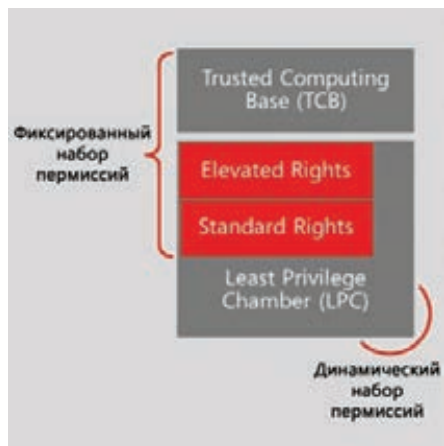 Trusted Computing
Base (TCB)
Фиксированный
набор
пермиссий
Elevated Rights
Standard Rights
Least Privilege
Chamber (LPC)
Динамический
набор
пермиссий